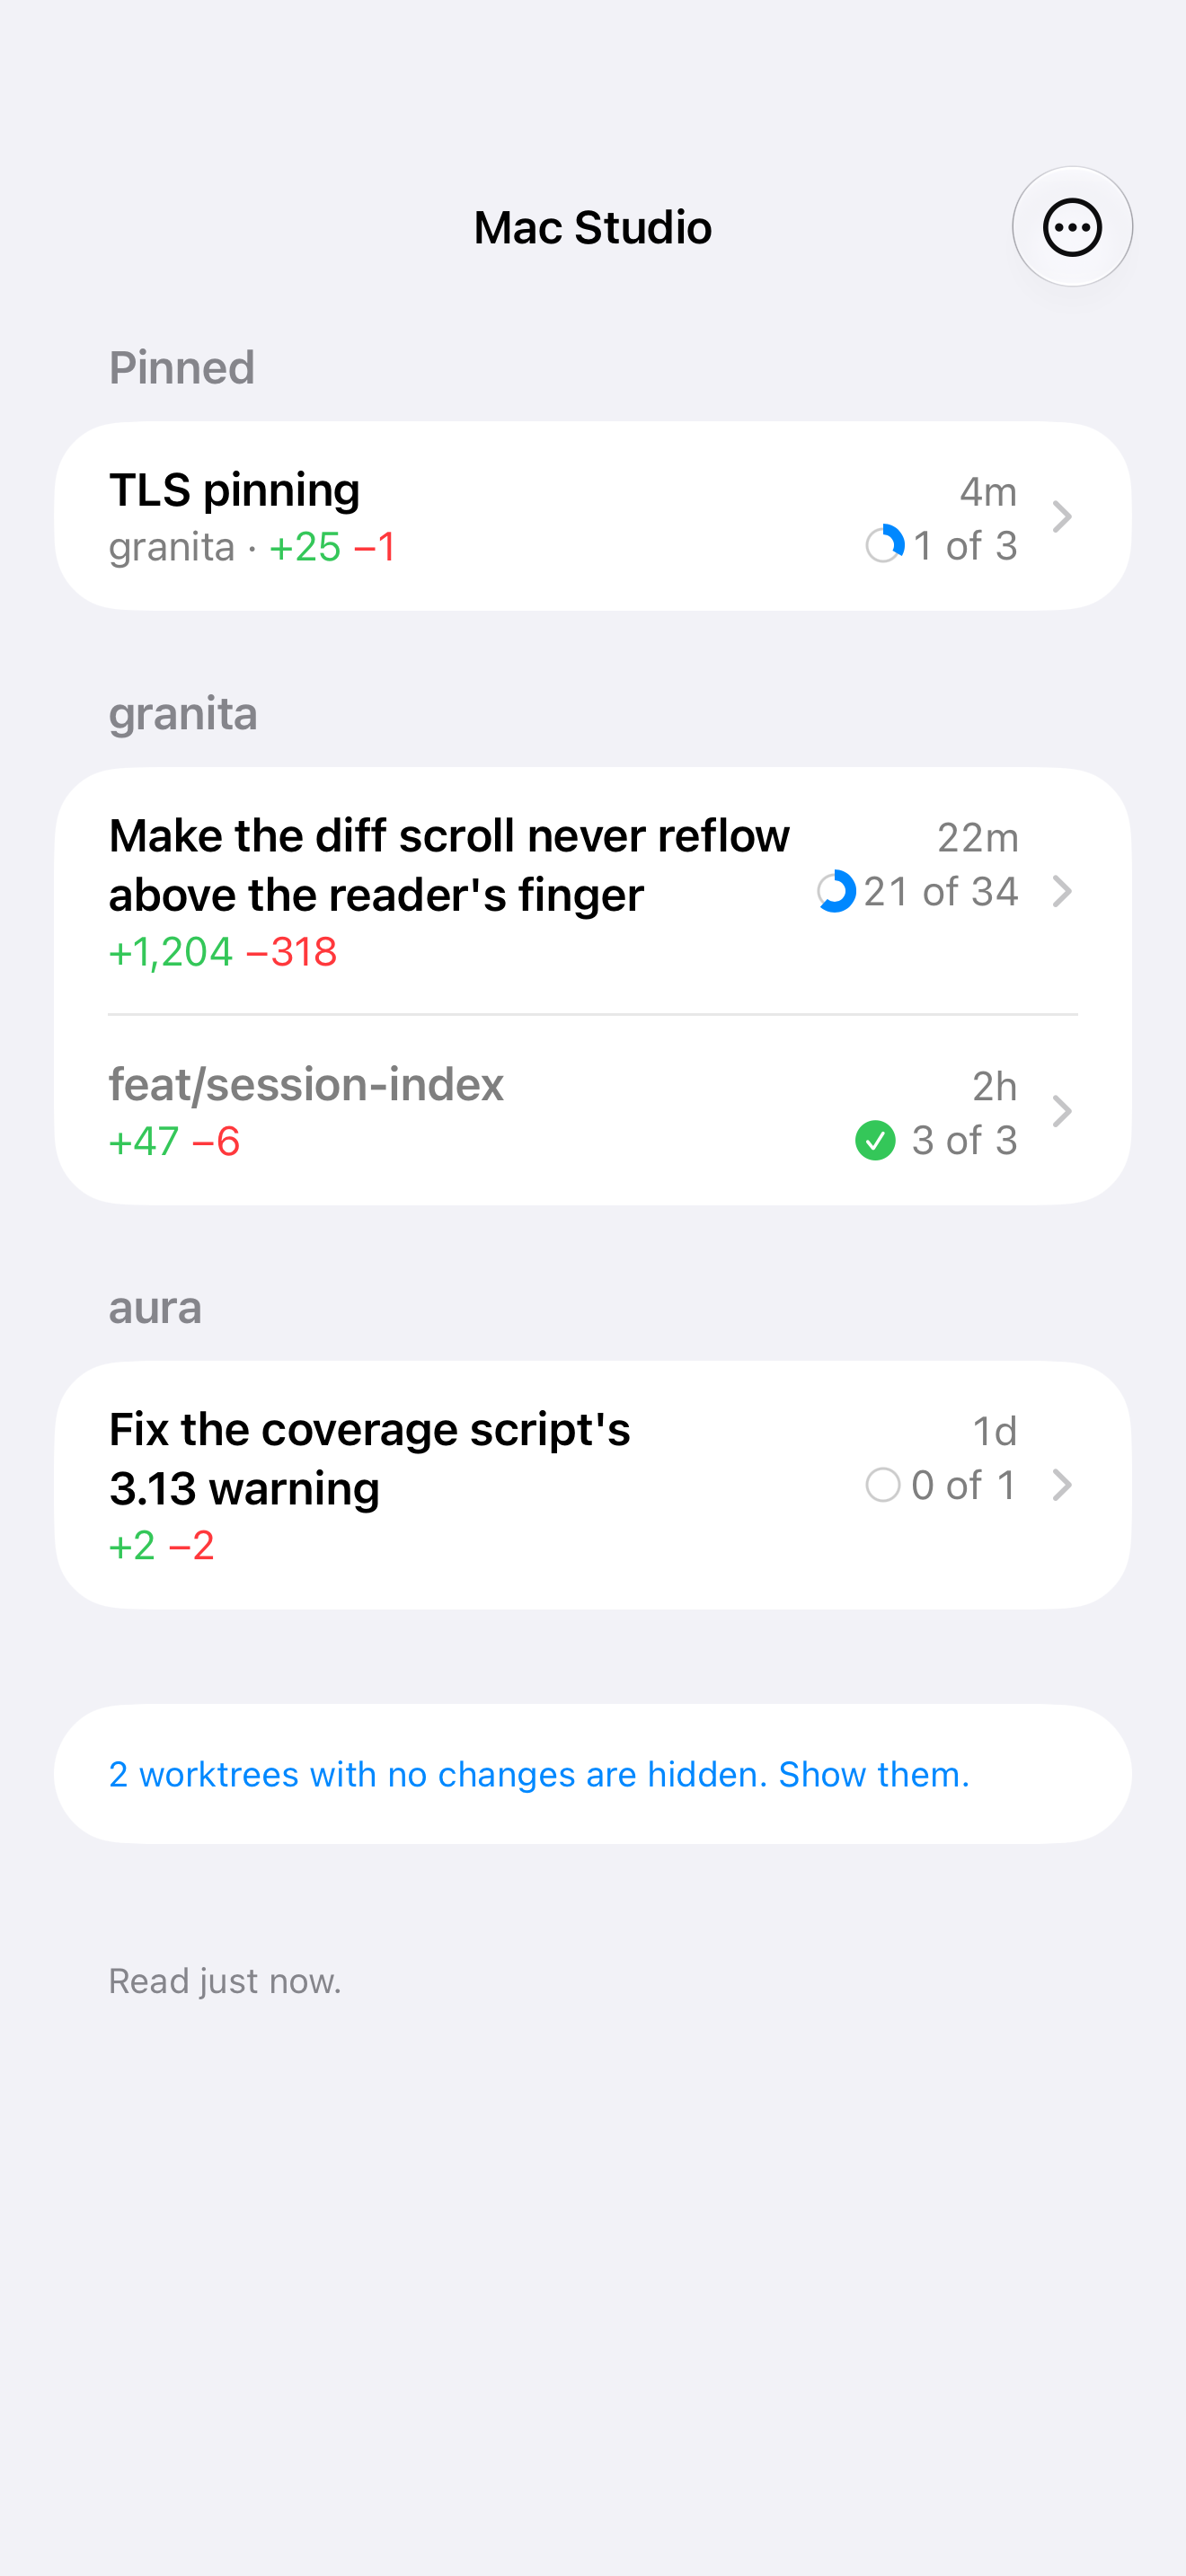 Mac Studio
Pinned
TLS pinning
4m
granita · +25 −1
1 of 3
granita
Make the diff scroll never reflow
22m
above the reader's finger
21 of 34
+1,204 −318
feat/session-index
2h
+47 −6
3 of 3
aura
Fix the coverage script's
1d
3.13 warning
0 of 1
+2 −2
2 worktrees with no changes are hidden. Show them.
Read just now.